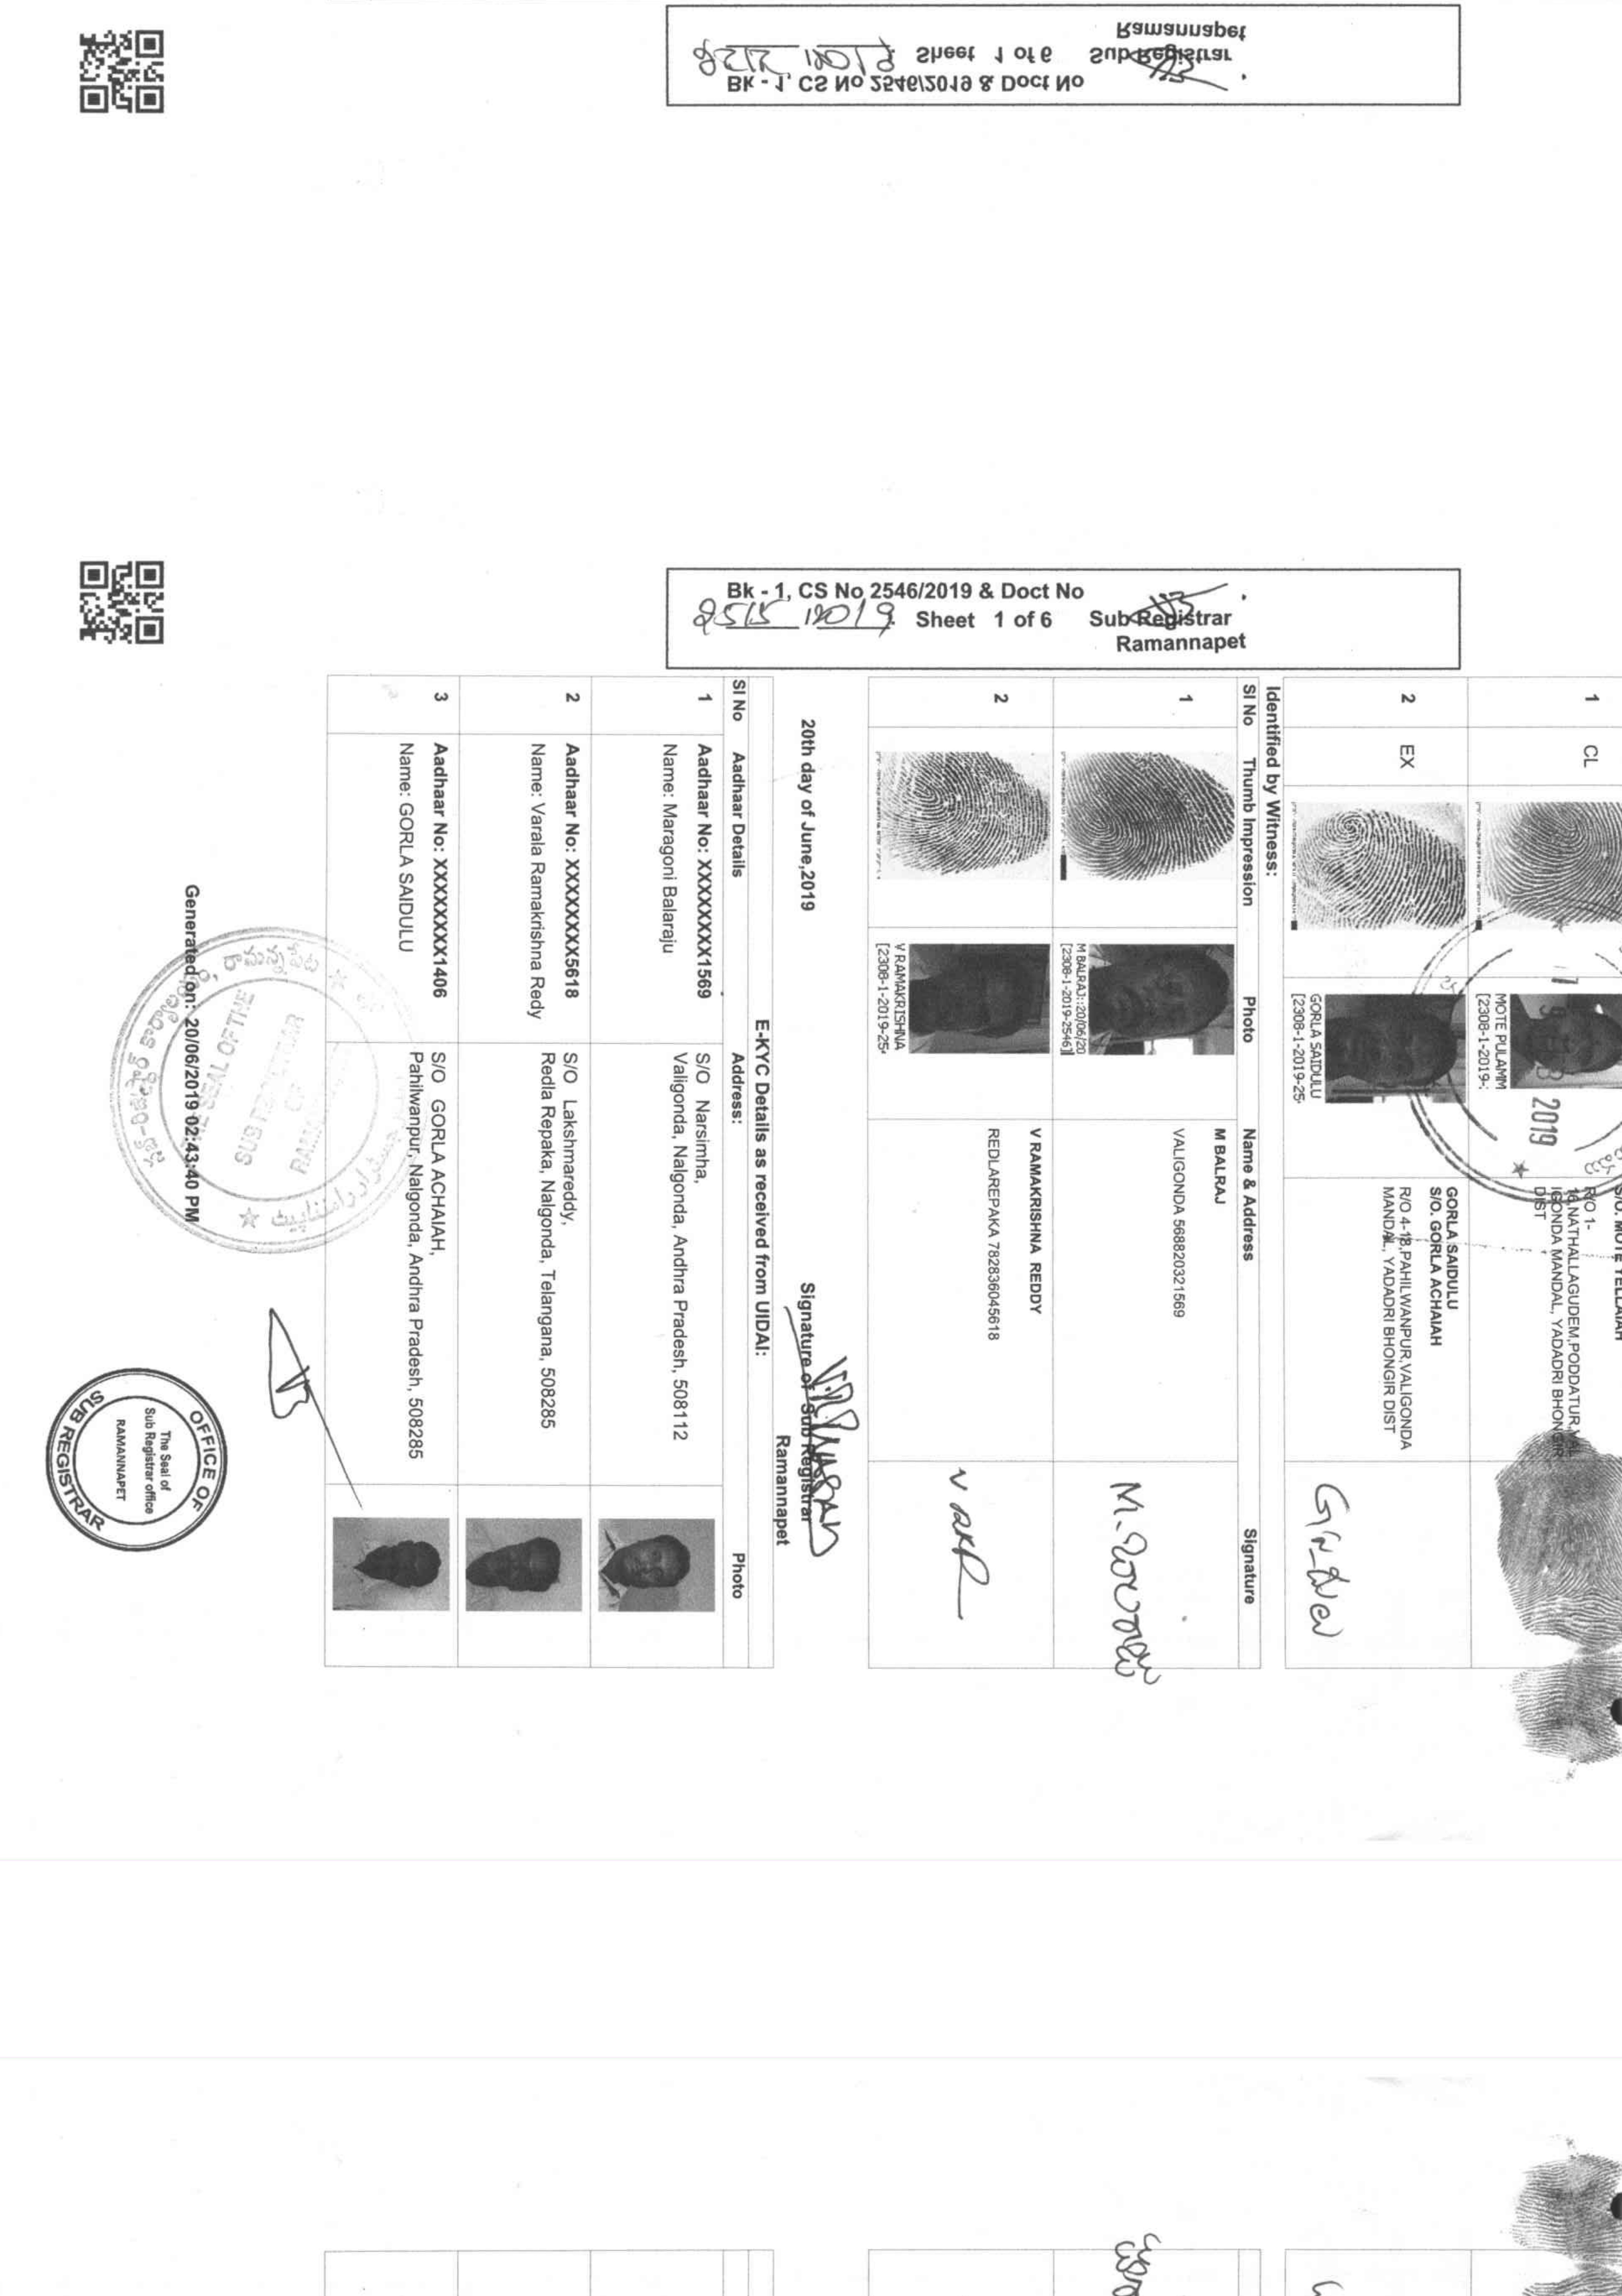 Bk - 1, CS No 2546/2019 & Doct No
2515/2019. Sheet 1 of 6 Sub Registrar
Ramannapet
Bk - 1, CS No 2546/2019 & Doct No
2515/2019. Sheet 1 of 6 Sub Registrar
Ramannapet
S/O. MOTE YELLAIAH
1 CL
R/O 1-
16,NATHALLAGUDEM,PODDATUR,VAL
IGONDA MANDAL, YADADRI BHONGIR
DIST
MOTE PULAMM
[2308-1-2019-
2019
2 EX
GORLA SAIDULU
S/O. GORLA ACHAIAH
R/O 4-18,PAHILWANPUR,VALIGONDA
MANDAL, YADADRI BHONGIR DIST
GORLA SAIDULU
[2308-1-2019-25
Identified by Witness:
Sl No Thumb Impression Photo Name & Address Signature
1
M BALRAJ
VALIGONDA 568820321569
M BALRAJ::20/06/20
[2308-1-2019-2546]
2
V RAMAKRISHNA REDDY
REDLAREPAKA 782836045618
V RAMAKRISHNA
[2308-1-2019-25
20th day of June,2019
Signature of Sub Registrar
Ramannapet
E-KYC Details as received from UIDAI:
Sl No Aadhaar Details Address: Photo
1 Aadhaar No: XXXXXXXX1569 S/O Narsimha,
Name: Maragoni Balaraju Valigonda, Nalgonda, Andhra Pradesh, 508112
2 Aadhaar No: XXXXXXXX5618 S/O Lakshmareddy,
Name: Varala Ramakrishna Redy Redla Repaka, Nalgonda, Telangana, 508285
3 Aadhaar No: XXXXXXXX1406 S/O GORLA ACHAIAH,
Name: GORLA SAIDULU Pahilwanpur, Nalgonda, Andhra Pradesh, 508285
SEAL OF THE
SUB REGISTRAR
OF
Generated on: 20/06/2019 02:43:40 PM
OFFICE OF
The Seal of
Sub Registrar office
RAMANNAPET
SUB REGISTRAR